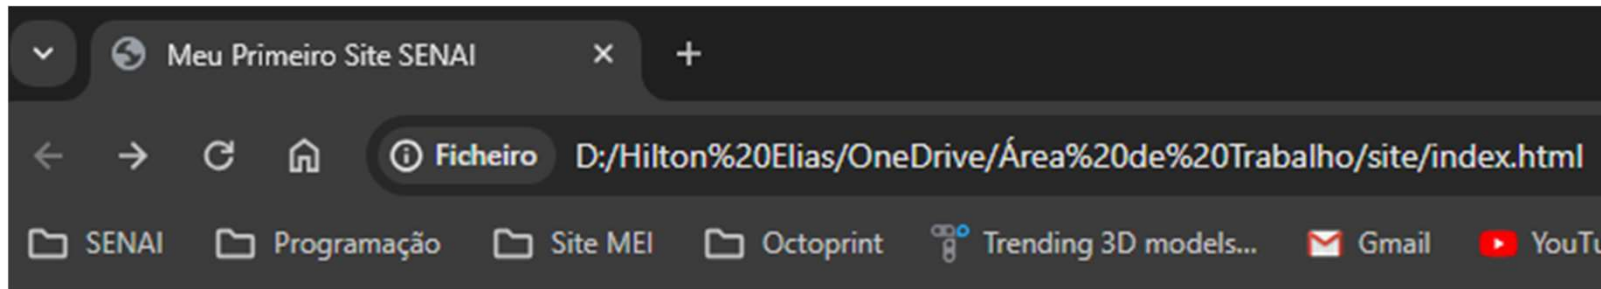 Meu Primeiro Site SENAI
Ficheiro D:/Hilton%20Elias/OneDrive/Área%20de%20Trabalho/site/index.html
SENAI Programação Site MEI Octoprint Trending 3D models... Gmail YouTu